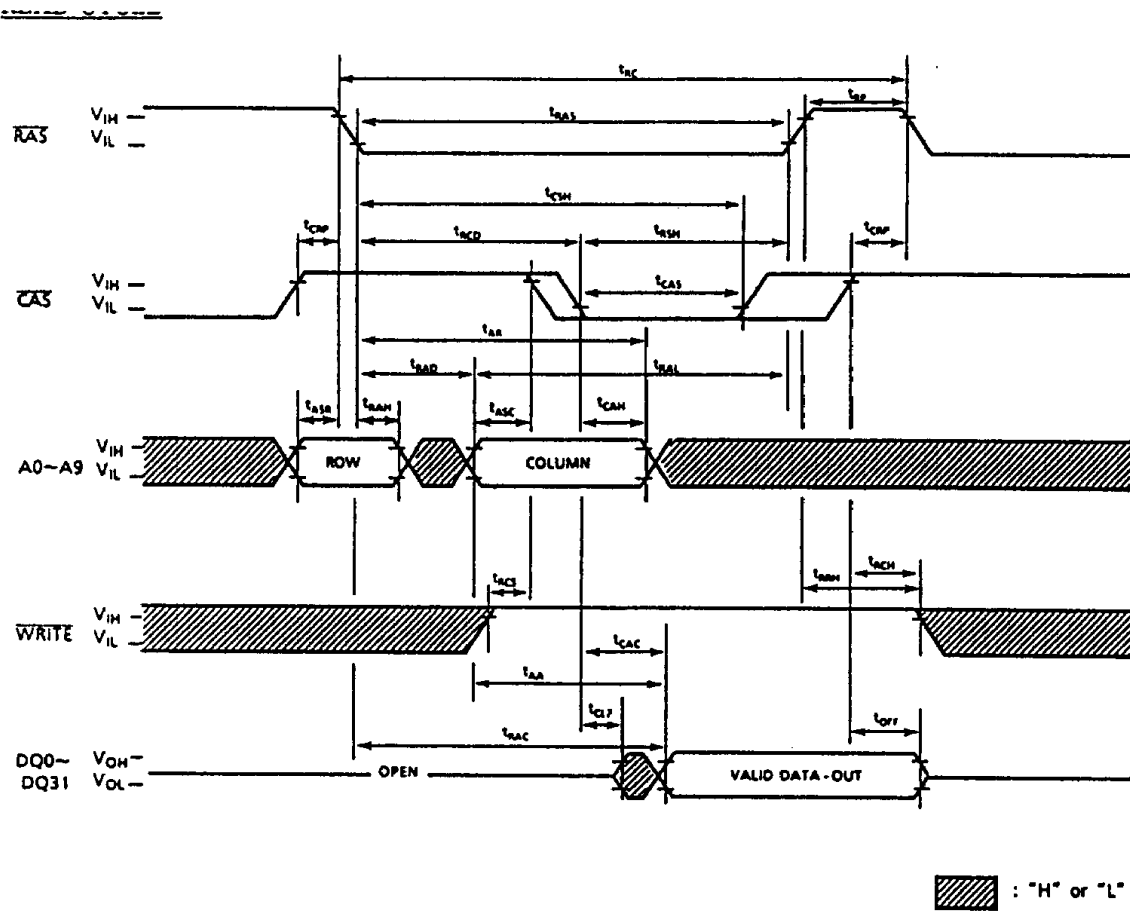 tRC
tRP
tRAS
RAS
VIH
VIL
tCSH
tCRP
tRCD
tRSH
tCRP
CAS
VIH
VIL
tCAS
tAR
tRAD
tRAL
tASR
tRAH
tASC
tCAH
A0~A9
VIH
VIL
ROW
COLUMN
tRCS
tRCH
tRRH
WRITE
VIH
VIL
tCAC
tAA
tCLZ
tOFF
tRAC
DQ0~
DQ31
VOH
VOL
OPEN
VALID DATA-OUT
: "H" or "L"